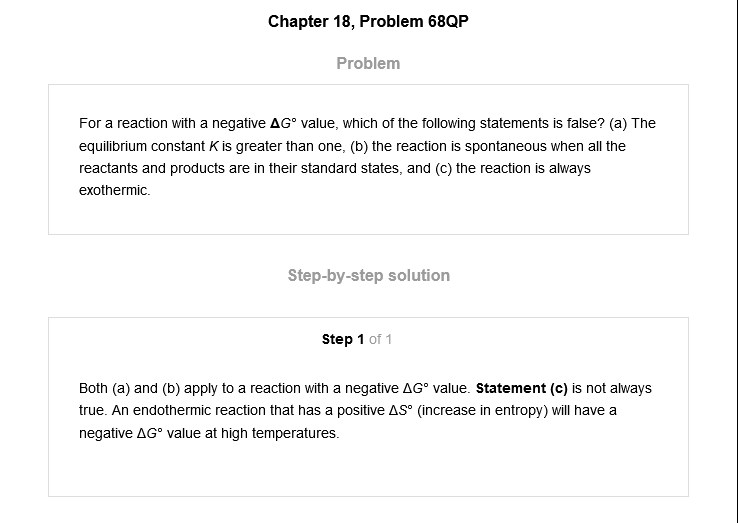 Chapter 18, Problem 68QP
Problem
For a reaction with a negative ΔG° value, which of the following statements is false? (a) The
equilibrium constant K is greater than one, (b) the reaction is spontaneous when all the
reactants and products are in their standard states, and (c) the reaction is always
exothermic.
Step-by-step solution
Step 1 of 1
Both (a) and (b) apply to a reaction with a negative ΔG° value. Statement (c) is not always
true. An endothermic reaction that has a positive ΔS° (increase in entropy) will have a
negative ΔG° value at high temperatures.